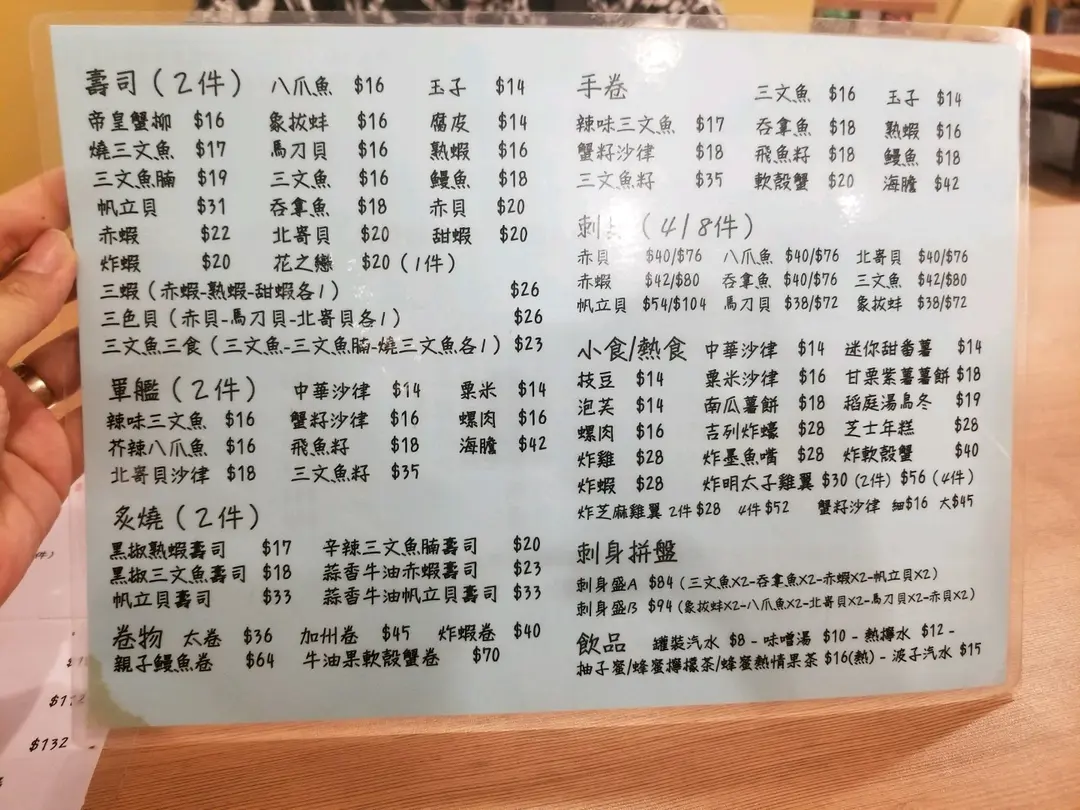 壽司（2件） 八爪魚 $16 玉子 $14
帝皇蟹柳 $16 象拔蚌 $16 腐皮 $14
燒三文魚 $17 馬刀貝 $16 熟蝦 $16
三文魚腩 $19 三文魚 $16 鰻魚 $18
帆立貝 $31 吞拿魚 $18 赤貝 $20
赤蝦 $22 北嵜貝 $20 甜蝦 $20
炸蝦 $20 花之戀 $20（1件）
三蝦（赤蝦-熟蝦-甜蝦各1） $26
三色貝（赤貝-馬刀貝-北嵜貝各1） $26
三文魚三食（三文魚-三文魚腩-燒三文魚各1） $23
軍艦（2件） 中華沙律 $14 粟米 $14
辣味三文魚 $16 蟹籽沙律 $16 螺肉 $16
芥辣八爪魚 $16 飛魚籽 $18 海膽 $42
北嵜貝沙律 $18 三文魚籽 $35
炙燒（2件）
黑椒熟蝦壽司 $17 辛辣三文魚腩壽司 $20
黑椒三文魚壽司 $18 蒜香牛油赤蝦壽司 $23
帆立貝壽司 $33 蒜香牛油帆立貝壽司 $33
卷物 太卷 $36 加州卷 $45 炸蝦卷 $40
親子鰻魚卷 $64 牛油果軟殼蟹卷 $70
手卷 三文魚 $16 玉子 $14
辣味三文魚 $17 吞拿魚 $18 熟蝦 $16
蟹籽沙律 $18 飛魚籽 $18 鰻魚 $18
三文魚籽 $35 軟殼蟹 $20 海膽 $42
刺身（4/8件）
赤貝 $40/$76 八爪魚 $40/$76 北嵜貝 $40/$76
赤蝦 $42/$80 吞拿魚 $40/$76 三文魚 $42/$80
帆立貝 $54/$104 馬刀貝 $38/$72 象拔蚌 $38/$72
小食/熱食 中華沙律 $14 迷你甜番薯 $14
枝豆 $14 粟米沙律 $16 甘栗紫薯薯餅 $18
泡芙 $14 南瓜薯餅 $18 稻庭湯烏冬 $19
螺肉 $16 吉列炸蠔 $28 芝士年糕 $28
炸雞 $28 炸墨魚嘴 $28 炸軟殼蟹 $40
炸蝦 $28 炸明太子雞翼 $30（2件） $56（4件）
炸芝麻雞翼 2件$28 4件$52 蟹籽沙律 細$16 大$45
刺身拼盤
刺身盛A $84（三文魚X2-吞拿魚X2-赤蝦X2-帆立貝X2）
刺身盛B $94（象拔蚌X2-八爪魚X2-北嵜貝X2-馬刀貝X2-赤貝X2）
飲品 罐裝汽水 $8 - 味噌湯 $10 - 熱檸水 $12 -
柚子蜜/蜂蜜檸檬茶/蜂蜜熱情果茶 $16(熱) - 波子汽水 $15
件）
$132